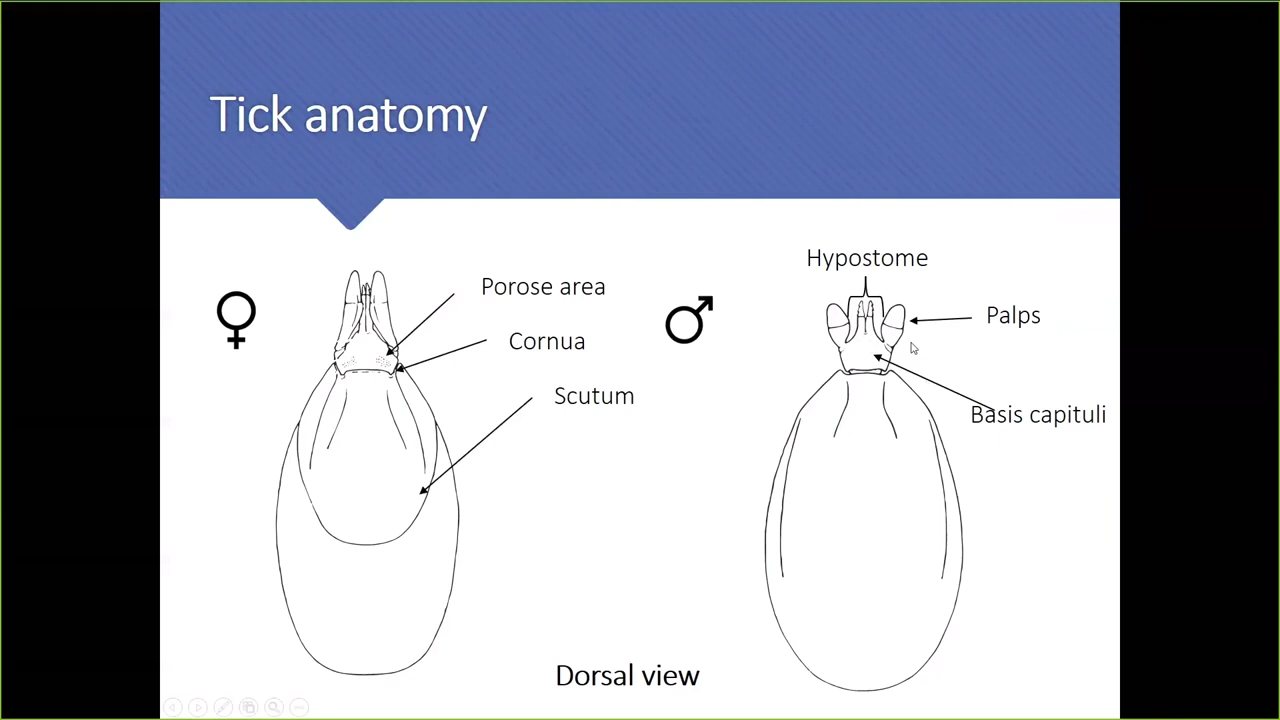 Tick anatomy
Porose area
Cornua
Scutum
Hypostome
Palps
Basis capituli
Dorsal view